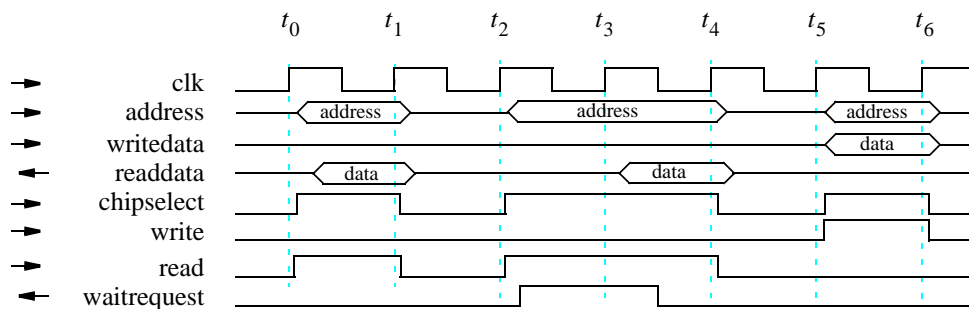 t0 t1 t2 t3 t4 t5 t6
clk
address address address address
writedata data
readdata data data
chipselect
write
read
waitrequest